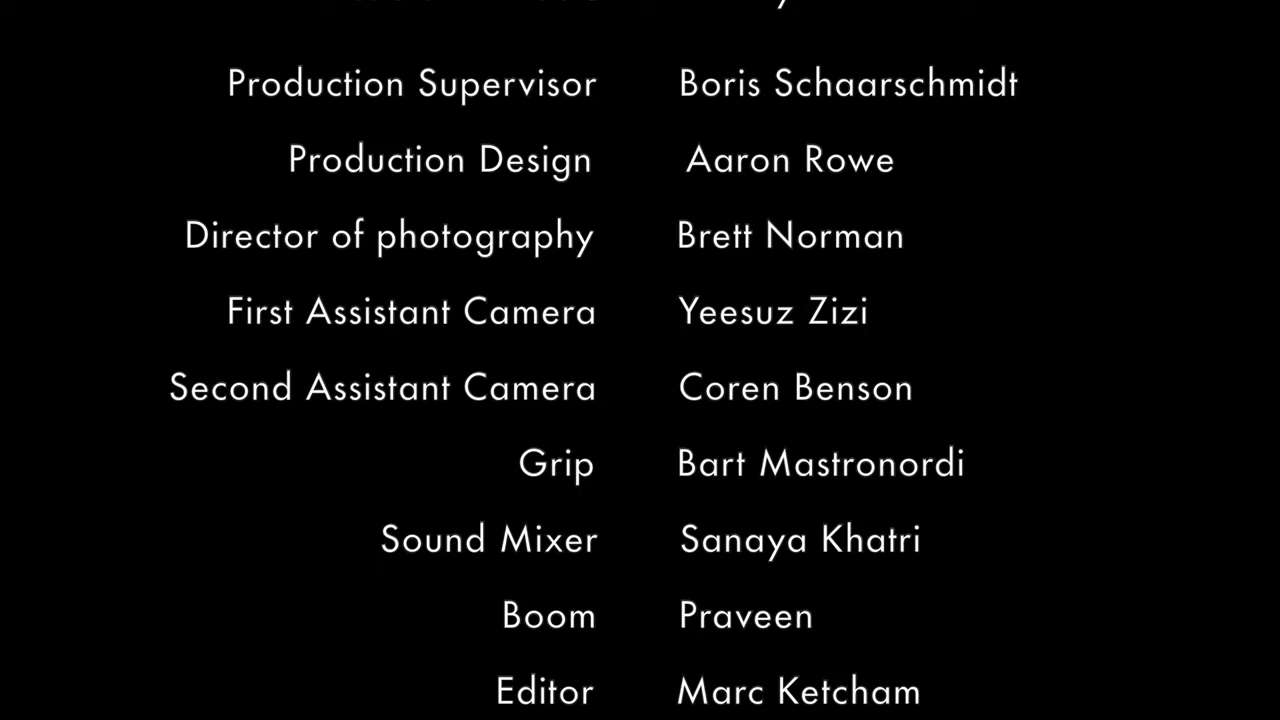 Production Supervisor Boris Schaarschmidt
Production Design Aaron Rowe
Director of photography Brett Norman
First Assistant Camera Yeesuz Zizi
Second Assistant Camera Coren Benson
Grip Bart Mastronordi
Sound Mixer Sanaya Khatri
Boom Praveen
Editor Marc Ketcham